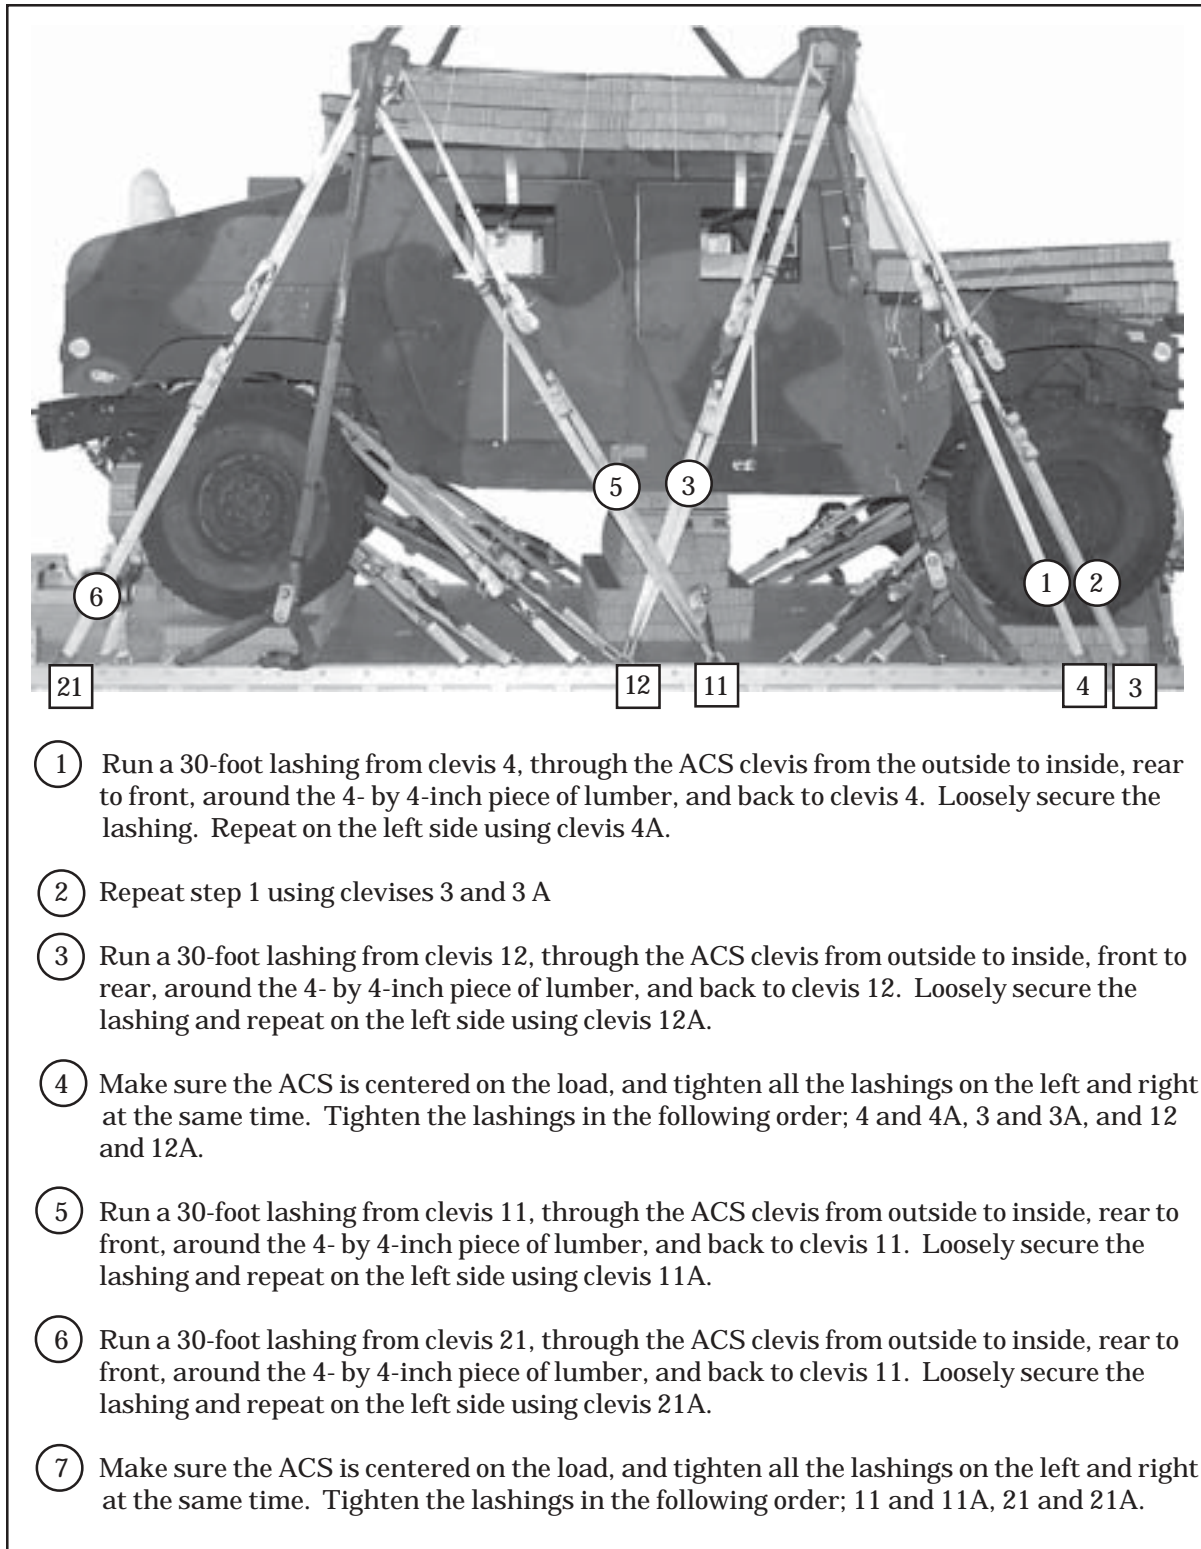 5 3
6 1 2
21 12 11 4 3
1 Run a 30-foot lashing from clevis 4, through the ACS clevis from the outside to inside, rear
to front, around the 4- by 4-inch piece of lumber, and back to clevis 4. Loosely secure the
lashing. Repeat on the left side using clevis 4A.
2 Repeat step 1 using clevises 3 and 3 A
3 Run a 30-foot lashing from clevis 12, through the ACS clevis from outside to inside, front to
rear, around the 4- by 4-inch piece of lumber, and back to clevis 12. Loosely secure the
lashing and repeat on the left side using clevis 12A.
4 Make sure the ACS is centered on the load, and tighten all the lashings on the left and right
at the same time. Tighten the lashings in the following order; 4 and 4A, 3 and 3A, and 12
and 12A.
5 Run a 30-foot lashing from clevis 11, through the ACS clevis from outside to inside, rear to
front, around the 4- by 4-inch piece of lumber, and back to clevis 11. Loosely secure the
lashing and repeat on the left side using clevis 11A.
6 Run a 30-foot lashing from clevis 21, through the ACS clevis from outside to inside, rear to
front, around the 4- by 4-inch piece of lumber, and back to clevis 11. Loosely secure the
lashing and repeat on the left side using clevis 21A.
7 Make sure the ACS is centered on the load, and tighten all the lashings on the left and right
at the same time. Tighten the lashings in the following order; 11 and 11A, 21 and 21A.